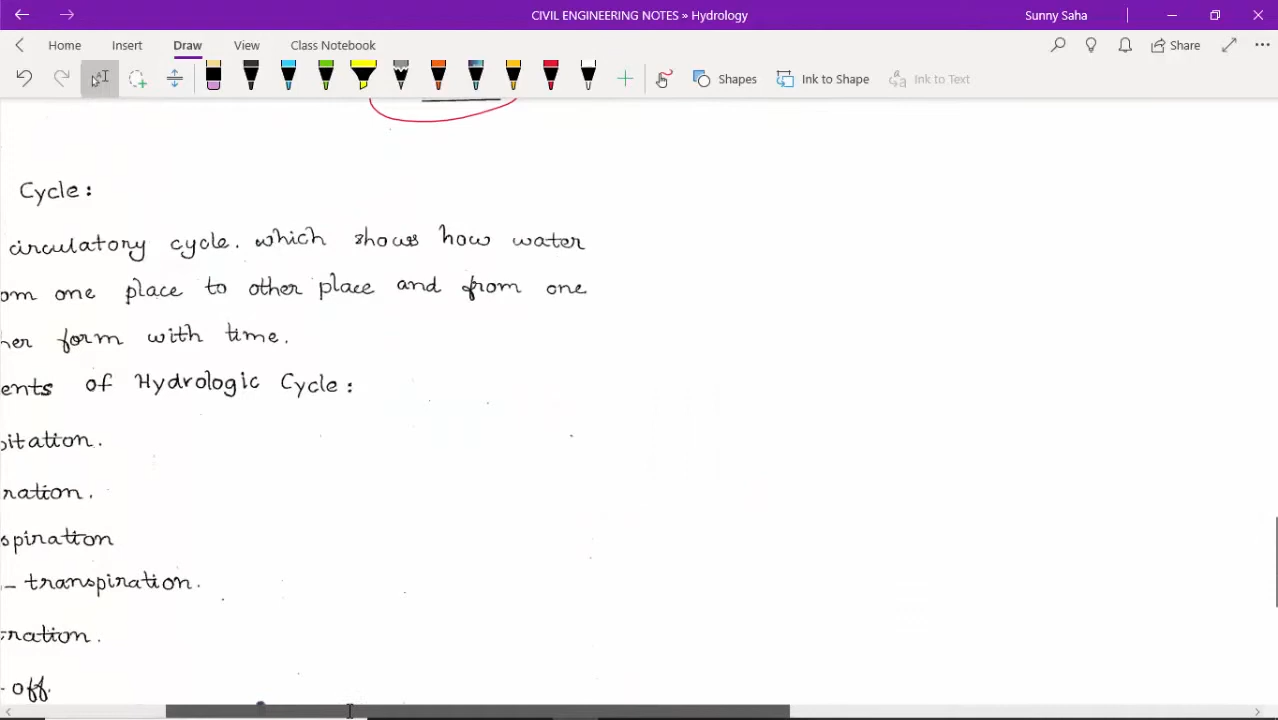 CIVIL ENGINEERING NOTES » Hydrology
Sunny Saha
Home Insert Draw View Class Notebook
Share
Shapes Ink to Shape Ink to Text
Cycle:
circulatory cycle. which shows how water
om one place to other place and from one
her form with time.
ents of Hydrologic Cycle:
pitation.
ration.
spiration
- transpiration.
tration.
- off.